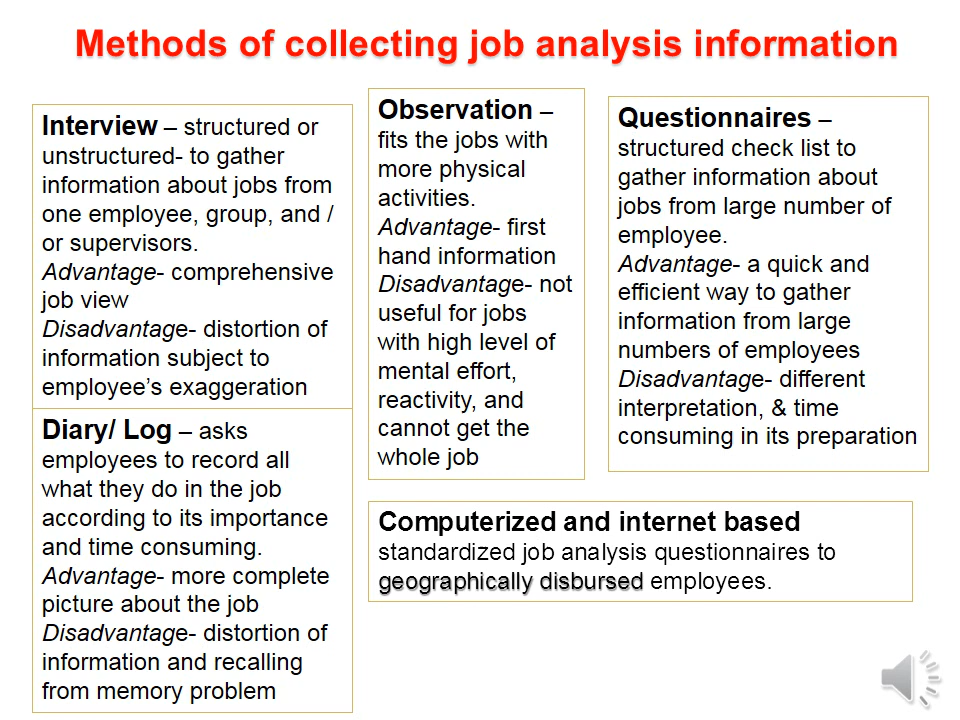 Methods of collecting job analysis information
Interview – structured or
unstructured- to gather
information about jobs from
one employee, group, and /
or supervisors.
Advantage- comprehensive
job view
Disadvantage- distortion of
information subject to
employee’s exaggeration
Diary/ Log – asks
employees to record all
what they do in the job
according to its importance
and time consuming.
Advantage- more complete
picture about the job
Disadvantage- distortion of
information and recalling
from memory problem
Observation –
fits the jobs with
more physical
activities.
Advantage- first
hand information
Disadvantage- not
useful for jobs
with high level of
mental effort,
reactivity, and
cannot get the
whole job
Questionnaires –
structured check list to
gather information about
jobs from large number of
employee.
Advantage- a quick and
efficient way to gather
information from large
numbers of employees
Disadvantage- different
interpretation, & time
consuming in its preparation
Computerized and internet based
standardized job analysis questionnaires to
geographically disbursed employees.